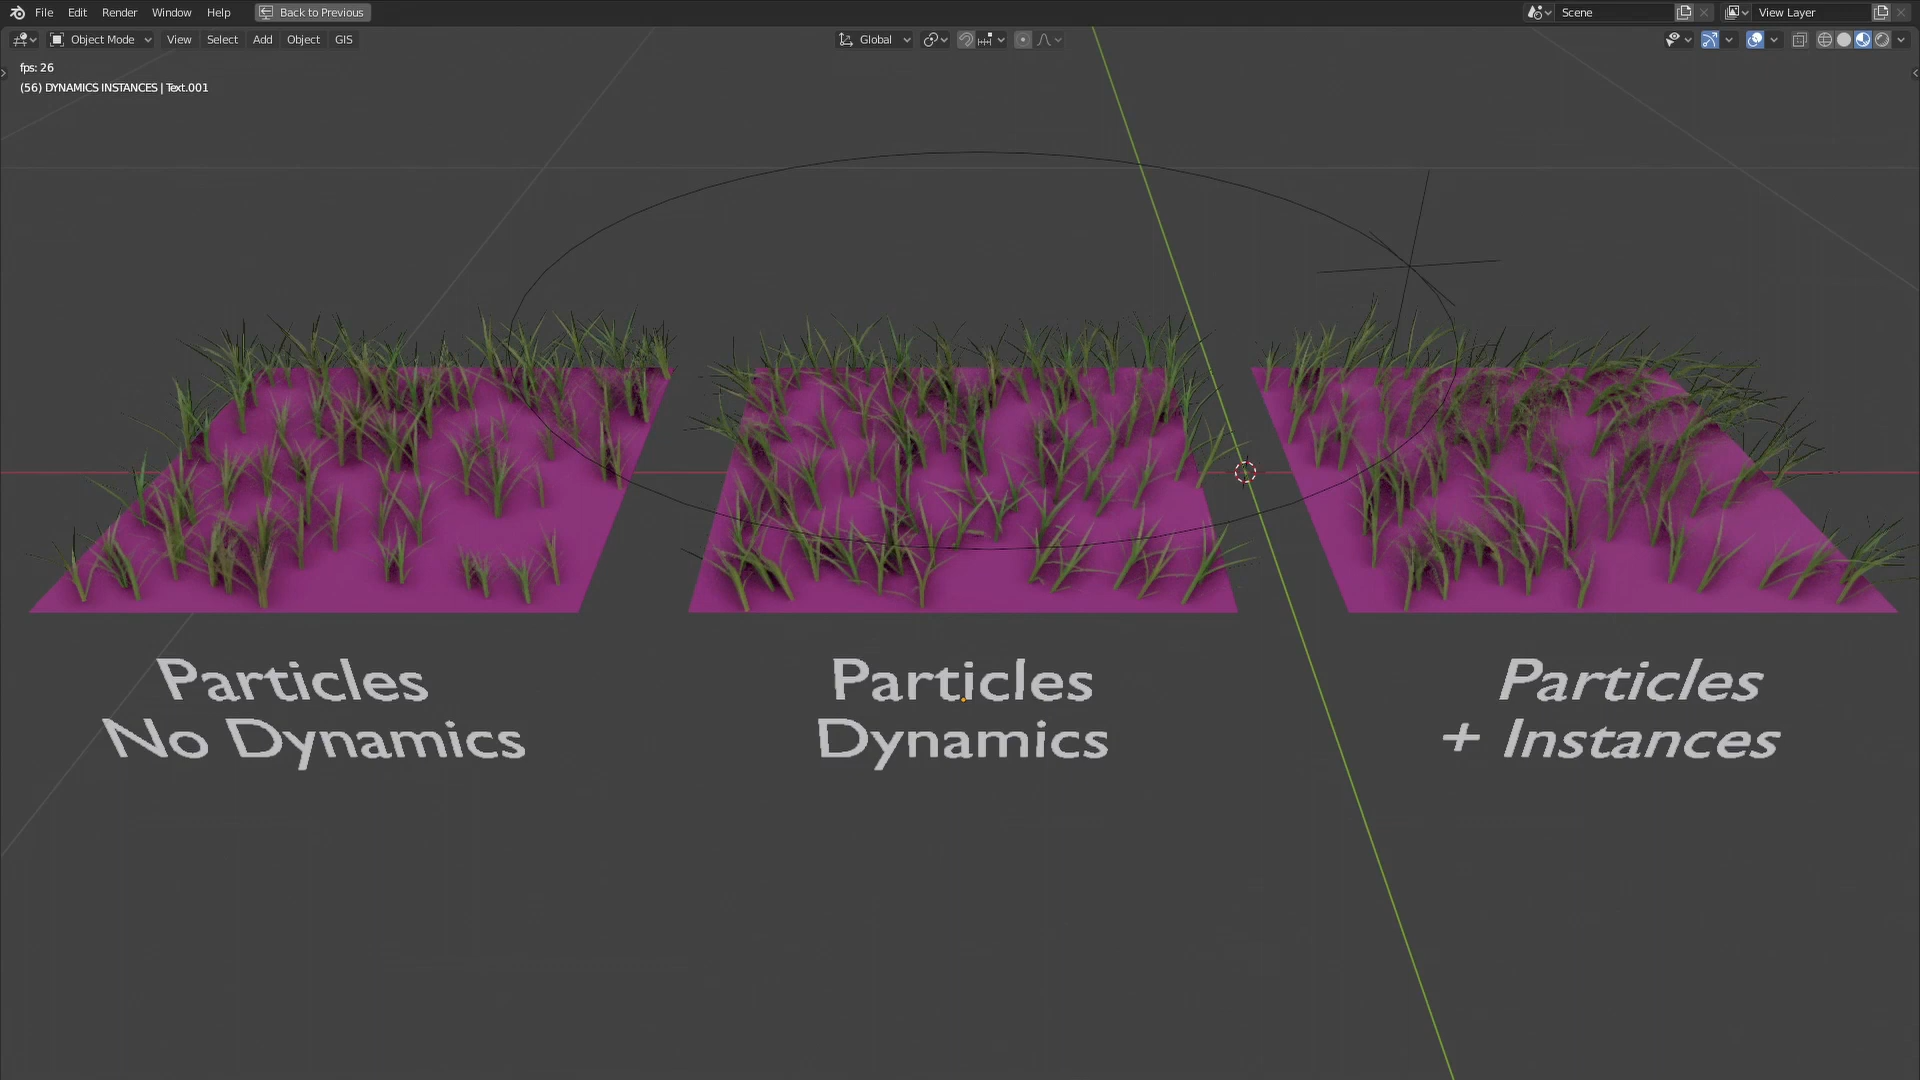 File Edit Render Window Help Back to Previous Scene View Layer
Object Mode View Select Add Object GIS Global
fps: 26
(56) DYNAMICS INSTANCES | Text.001
Particles
No Dynamics
Particles
Dynamics
Particles
+ Instances